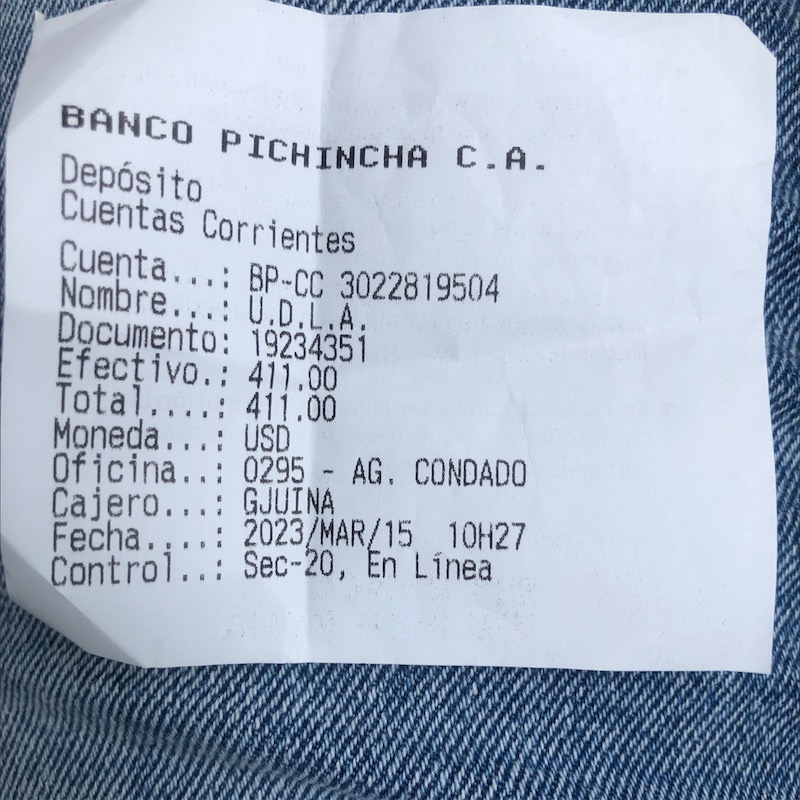 BANCO PICHINCHA C.A.
Depósito
Cuentas Corrientes
Cuenta...: BP-CC 3022819504
Nombre...: U.D.L.A.
Documento: 19234351
Efectivo.: 411.00
Total....: 411.00
Moneda...: USD
Oficina..: 0295 - AG. CONDADO
Cajero...: GJUINA
Fecha....: 2023/MAR/15 10H27
Control..: Sec-20, En Línea